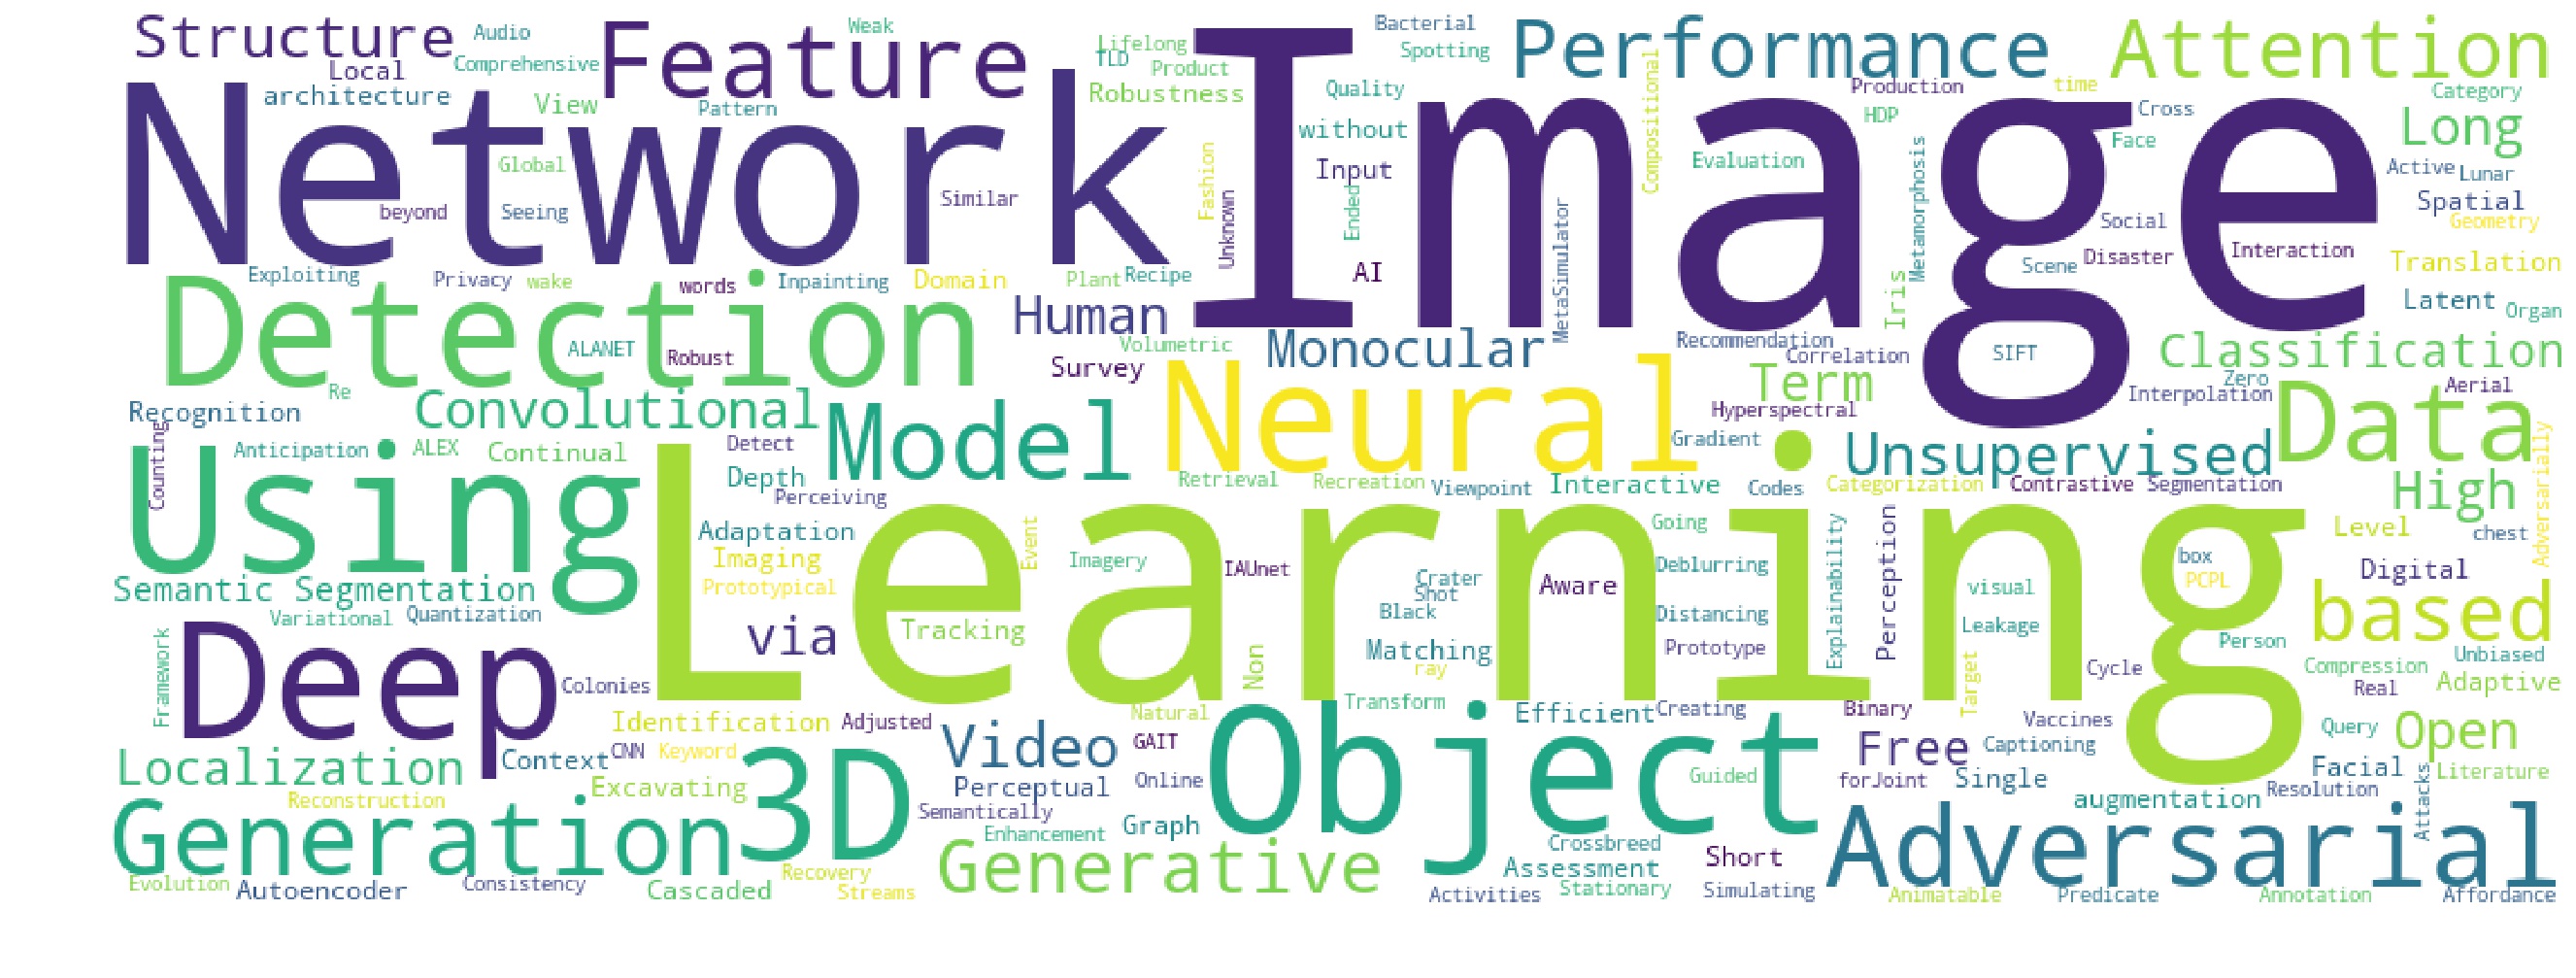 Structure
Audio
Weak
Feature
Lifelong
TLD
Bacterial
Spotting
Performance
Attention
Local
Comprehensive
Product
architecture
View
Pattern
Robustness
Quality
Compositional
Production
time
HDP
Cross
Category
Long
Network
Image
without
Input
Evaluation
Face
Global
Fashion
Metamorphosis
Active
Lunar
Similar
Unknown
Ended
MetaSimulator
Spatial
beyond
Seeing
Social
Geometry
Exploiting
Privacy
wake
words
Inpainting
Domain
Plant
Recipe
AI
Iris
Scene
Disaster
Interaction
Translation
Detection
Human
Latent
Organ
ALANET
Robust
Volumetric
Survey
Monocular
Recommendation
Correlation
SIFT
Classification
Re
Neural
Term
Zero
Aerial
Interpolation
Recognition
Convolutional
Model
Hyperspectral
Data
Counting
Anticipation
ALEX
Continual
Detect
Gradient
Unsupervised
Adversarially
Using
Depth
Perceiving
Retrieval
Recreation
Viewpoint
Interactive
Codes
Categorization
Contrastive
Segmentation
High
Learning
Adaptation
Event
Going
Explainability
Perception
Level
chest
Imaging
Prototypical
Imagery
IAUnet
Crater
Shot
Aware
Deblurring
visual
box
PCPL
Digital
Semantic Segmentation
Variational
Quantization
Black
Distancing
Leakage
based
Deep
Framework
via
Tracking
Non
Matching
ray
Prototype
Target
Cycle
Person
Unbiased
Compression
Colonies
Transform
Real
Adaptive
Identification
Adjusted
Natural
Object
Efficient
Creating
Binary
Vaccines
Query
Open
Localization
Context
CNN
Keyword
3D
Video
GAIT
Free
Captioning
Reconstruction
Excavating
Perceptual
Online
Guided
forJoint
Single
Facial
Literature
Generation
Semantically
Enhancement
Graph
augmentation
Resolution
Attacks
Generative
Crossbreed
Assessment
Short
Adversarial
Evolution
Autoencoder
Consistency
Cascaded
Recovery
Streams
Activities
Stationary
Simulating
Animatable
Predicate
Annotation
Affordance